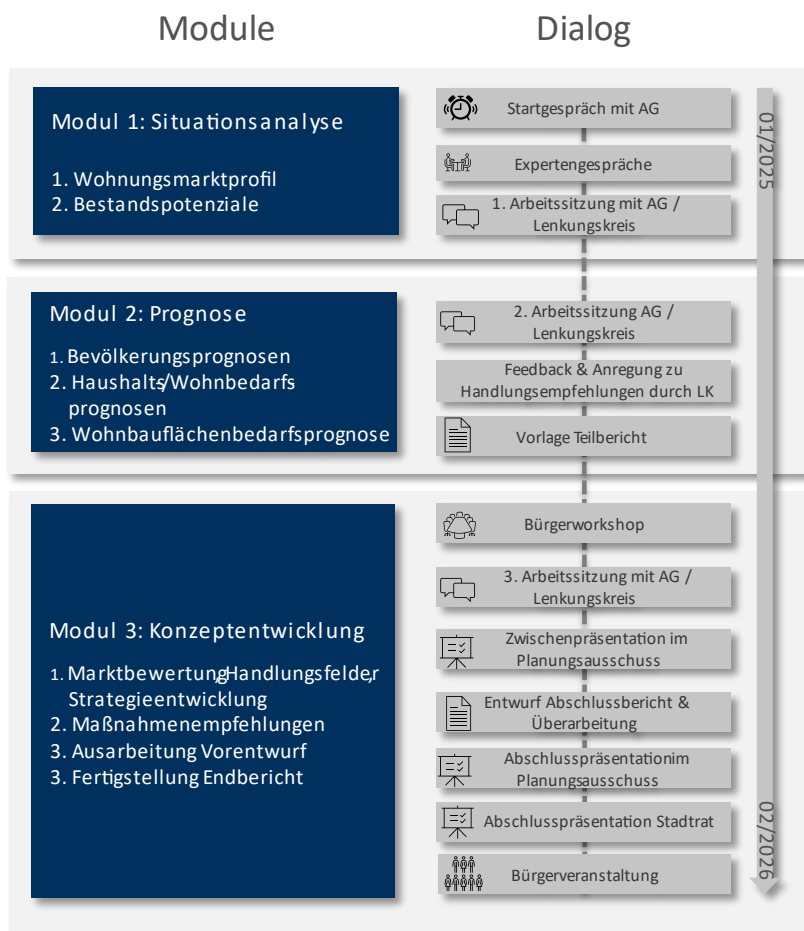 Module
Dialog
Modul 1: Situationsanalyse
1. Wohnungsmarktprofil
2. Bestandspotenziale
Startgespräch mit AG
Expertengespräche
1. Arbeitssitzung mit AG /
Lenkungskreis
01/2025
Modul 2: Prognose
1. Bevölkerungsprognosen
2. Haushalts-/Wohnbedarfs
prognosen
3. Wohnbauflächenbedarfsprognose
2. Arbeitssitzung AG /
Lenkungskreis
Feedback & Anregung zu
Handlungsempfehlungen durch LK
Vorlage Teilbericht
Modul 3: Konzeptentwicklung
1. Marktbewertung, Handlungsfelder,
Strategieentwicklung
2. Maßnahmenempfehlungen
3. Ausarbeitung Vorentwurf
3. Fertigstellung Endbericht
Bürgerworkshop
3. Arbeitssitzung mit AG /
Lenkungskreis
Zwischenpräsentation im
Planungsausschuss
Entwurf Abschlussbericht &
Überarbeitung
Abschlusspräsentationim
Planungsausschuss
Abschlusspräsentation Stadtrat
Bürgerveranstaltung
02/2026